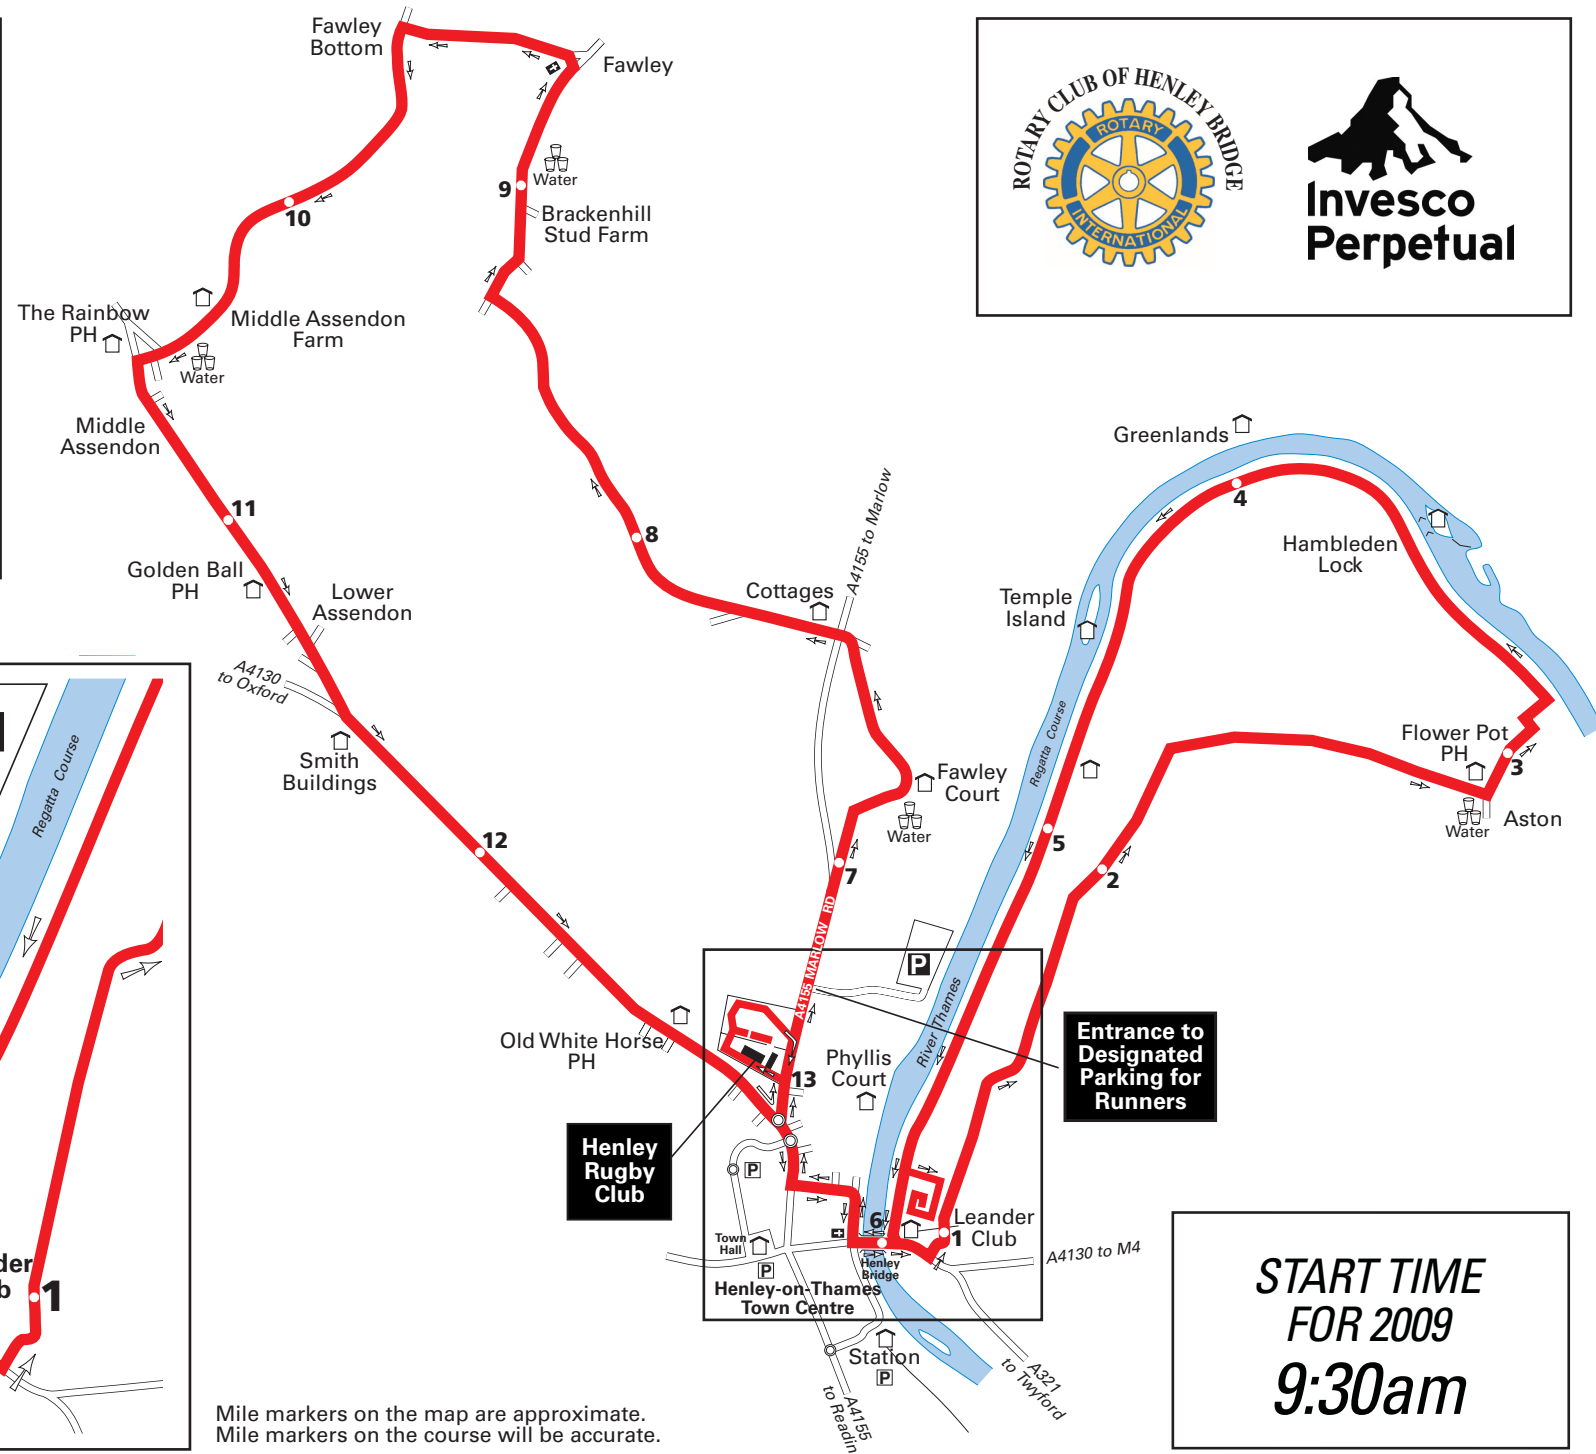 Fawley
Bottom
Fawley
ROTARY CLUB OF HENLEY BRIDGE
ROTARY
INTERNATIONAL
Invesco
Perpetual
9
Water
10
Brackenhill
Stud Farm
The Rainbow
PH
Middle Assendon
Farm
Water
Middle
Assendon
Greenlands
4
11
8
A4155 to Marlow
Hambleden
Lock
Golden Ball
PH
Lower
Assendon
Cottages
Temple
Island
A4130
to Oxford
Regatta Course
Regatta Course
Flower Pot
PH
3
Smith
Buildings
Fawley
Court
Water
Water
Aston
12
5
7
2
A4155 MARLOW RD
P
River Thames
Old White Horse
PH
Phyllis
Court
13
Entrance to
Designated
Parking for
Runners
Henley
Rugby
Club
P
6
Leander
Club
1
Town
Hall
Henley
Bridge
A4130 to M4
P
Henley-on-Thames
Town Centre
der
b
1
START TIME
FOR 2009
9:30am
Station
P
A321
to Twyford
A4155
to Readin
Mile markers on the map are approximate.
Mile markers on the course will be accurate.